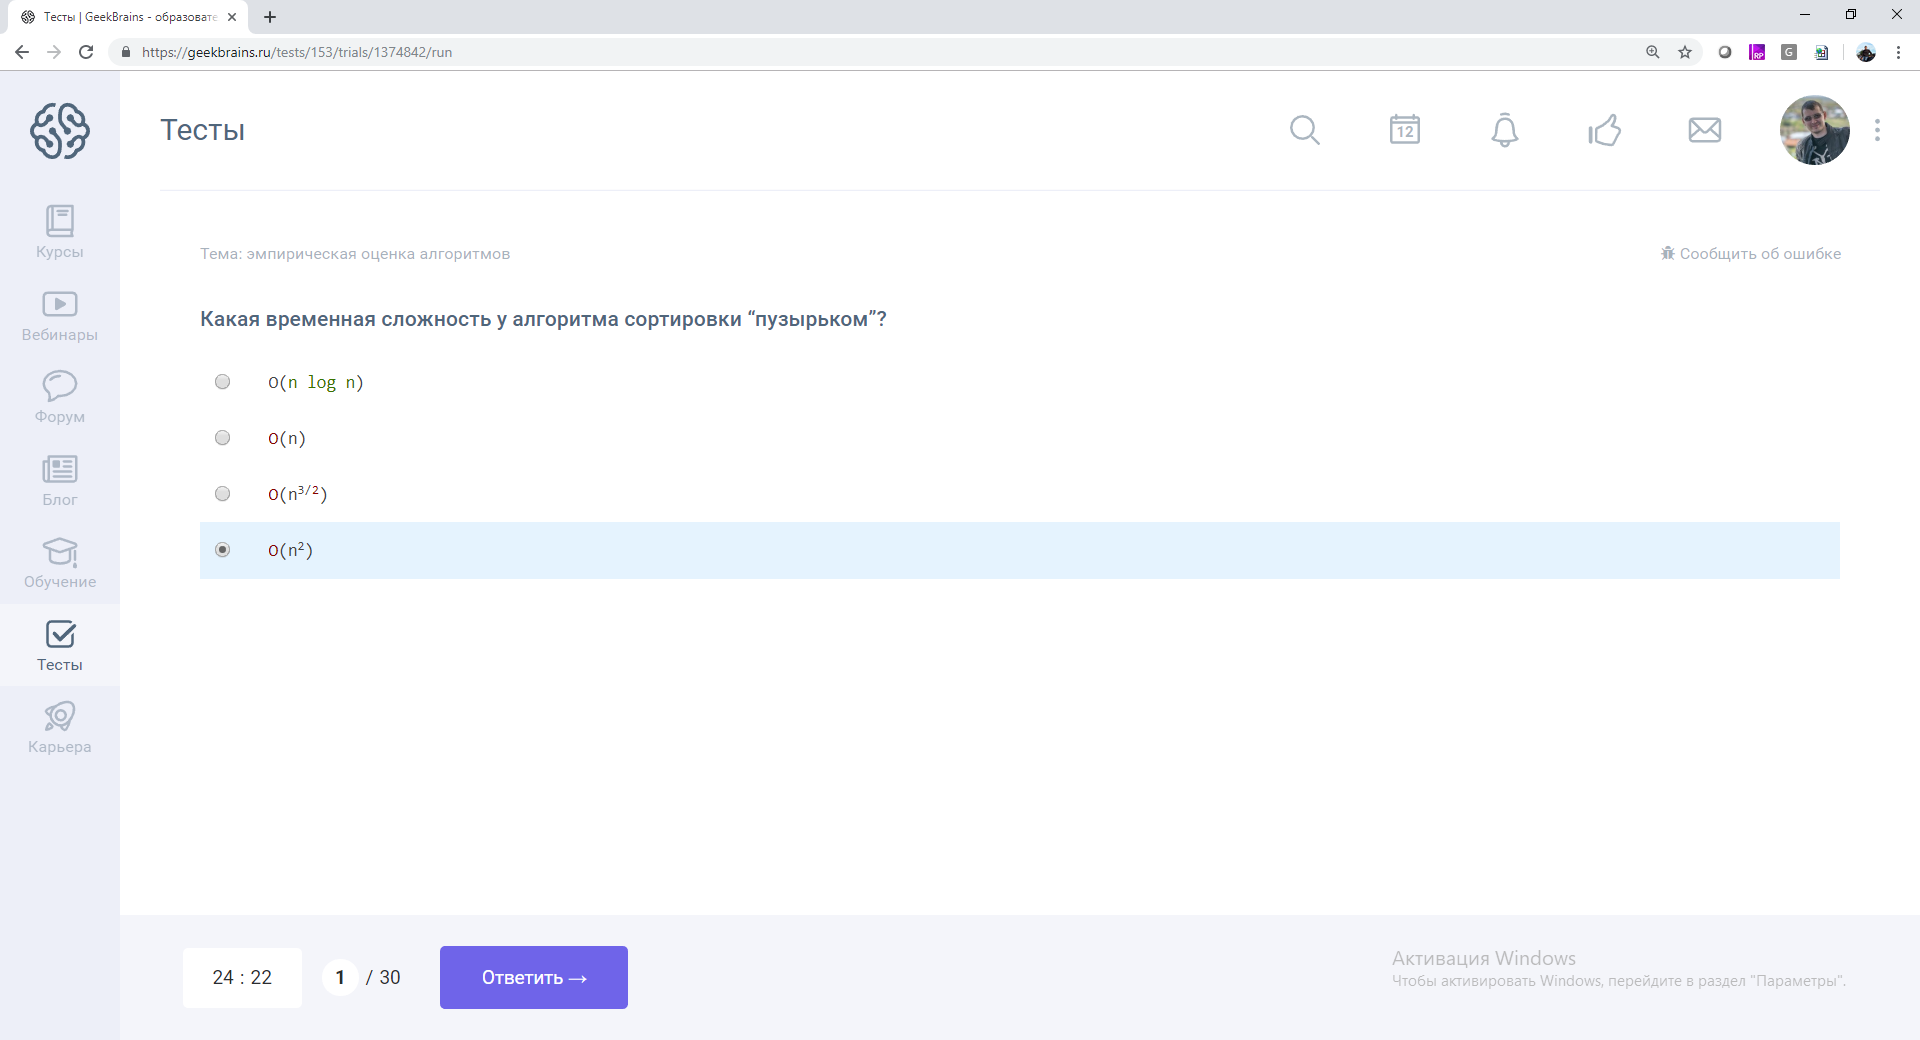 Тесты | GeekBrains - образовате
https://geekbrains.ru/tests/153/trials/1374842/run
RP
G
Тесты
12
Курсы
Вебинары
Форум
Блог
Обучение
Тесты
Карьера
Тема: эмпирическая оценка алгоритмов
Сообщить об ошибке
Какая временная сложность у алгоритма сортировки “пузырьком”?
O(n log n)
O(n)
O(n³/²)
O(n²)
24 : 22
1 / 30
Ответить →
Активация Windows
Чтобы активировать Windows, перейдите в раздел "Параметры".